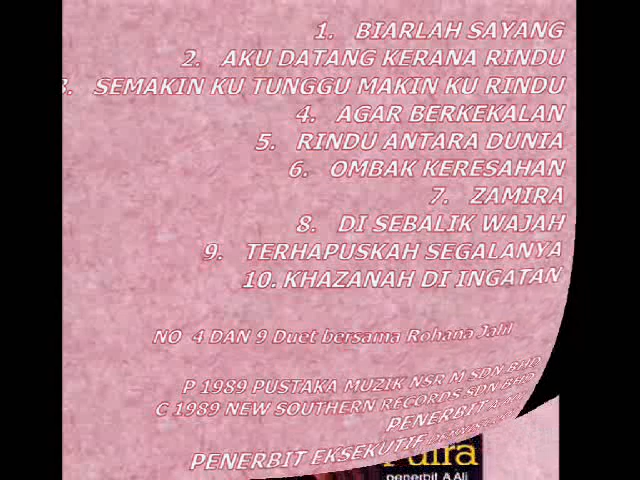 1. BIARLAH SAYANG
2. AKU DATANG KERANA RINDU
3. SEMAKIN KU TUNGGU MAKIN KU RINDU
4. AGAR BERKEKALAN
5. RINDU ANTARA DUNIA
6. OMBAK KERESAHAN
7. ZAMIRA
8. DI SEBALIK WAJAH
9. TERHAPUSKAH SEGALANYA
10. KHAZANAH DI INGATAN
NO 4 DAN 9 Duet bersama Rohana Jalil
P 1989 PUSTAKA MUZIK NSR M SDN BHD
C 1989 NEW SOUTHERN RECORDS SDN BHD
PENERBIT
PENERBIT EKSEKUTIF
penerbit A.Ali